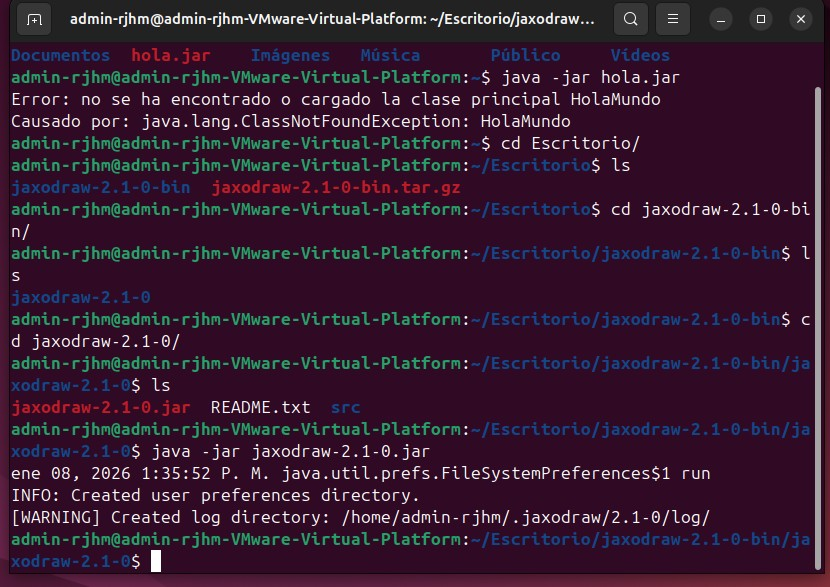 admin-rjhm@admin-rjhm-VMware-Virtual-Platform: ~/Escritorio/jaxodraw...
Documentos  hola.jar    Imágenes   Música       Público     Vídeos
admin-rjhm@admin-rjhm-VMware-Virtual-Platform:~$ java -jar hola.jar
Error: no se ha encontrado o cargado la clase principal HolaMundo
Causado por: java.lang.ClassNotFoundException: HolaMundo
admin-rjhm@admin-rjhm-VMware-Virtual-Platform:~$ cd Escritorio/
admin-rjhm@admin-rjhm-VMware-Virtual-Platform:~/Escritorio$ ls
jaxodraw-2.1-0-bin  jaxodraw-2.1-0-bin.tar.gz
admin-rjhm@admin-rjhm-VMware-Virtual-Platform:~/Escritorio$ cd jaxodraw-2.1-0-bi
n/
admin-rjhm@admin-rjhm-VMware-Virtual-Platform:~/Escritorio/jaxodraw-2.1-0-bin$ l
s
jaxodraw-2.1-0
admin-rjhm@admin-rjhm-VMware-Virtual-Platform:~/Escritorio/jaxodraw-2.1-0-bin$ c
d jaxodraw-2.1-0/
admin-rjhm@admin-rjhm-VMware-Virtual-Platform:~/Escritorio/jaxodraw-2.1-0-bin/ja
xodraw-2.1-0$ ls
jaxodraw-2.1-0.jar  README.txt  src
admin-rjhm@admin-rjhm-VMware-Virtual-Platform:~/Escritorio/jaxodraw-2.1-0-bin/ja
xodraw-2.1-0$ java -jar jaxodraw-2.1-0.jar
ene 08, 2026 1:35:52 P. M. java.util.prefs.FileSystemPreferences$1 run
INFO: Created user preferences directory.
[WARNING] Created log directory: /home/admin-rjhm/.jaxodraw/2.1-0/log/
admin-rjhm@admin-rjhm-VMware-Virtual-Platform:~/Escritorio/jaxodraw-2.1-0-bin/ja
xodraw-2.1-0$